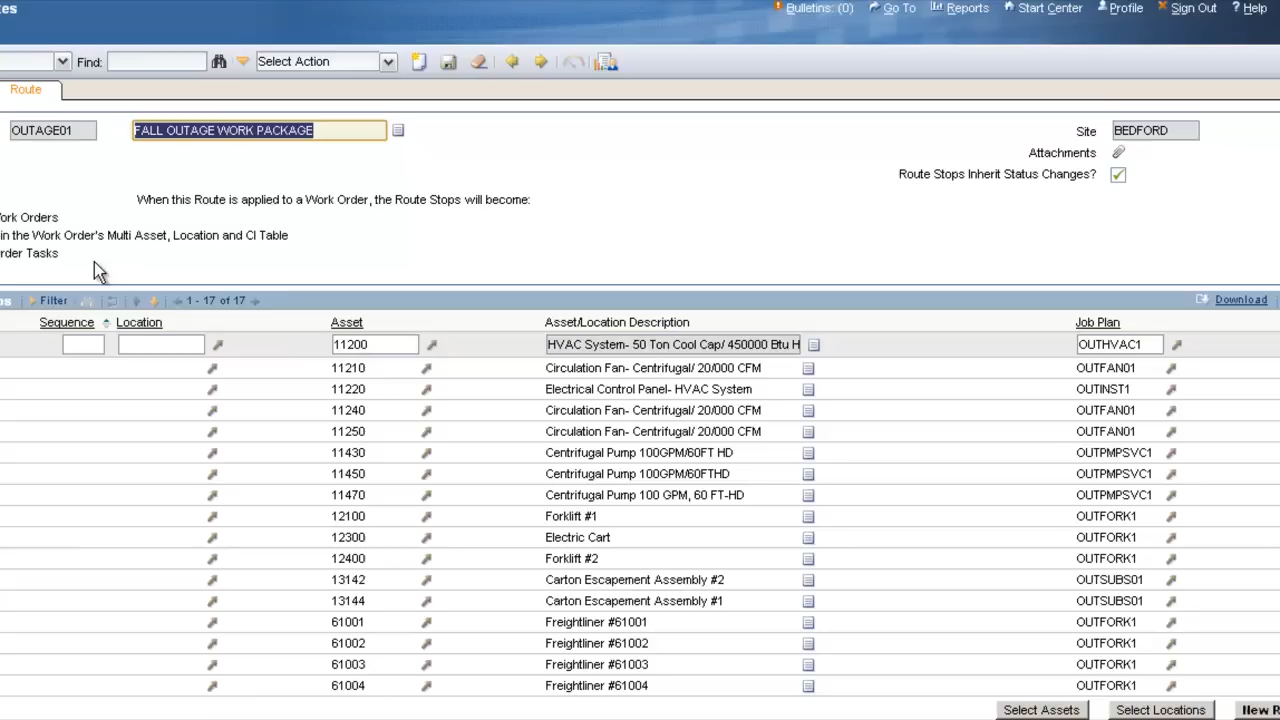 tes
Bulletins: (0) Go To Reports Start Center Profile Sign Out ? Help
Find: Select Action
Route
OUTAGE01 FALL OUTAGE WORK PACKAGE Site BEDFORD
Attachments
Route Stops Inherit Status Changes?
When this Route is applied to a Work Order, the Route Stops will become:
Work Orders
in the Work Order's Multi Asset, Location and CI Table
rder Tasks
ps Filter 1 - 17 of 17 Download
Sequence Location Asset Asset/Location Description Job Plan
11200 HVAC System- 50 Ton Cool Cap/ 450000 Btu H OUTHVAC1
11210 Circulation Fan- Centrifugal/ 20/000 CFM OUTFAN01
11220 Electrical Control Panel- HVAC System OUTINST1
11240 Circulation Fan- Centrifugal/ 20/000 CFM OUTFAN01
11250 Circulation Fan- Centrifugal/ 20/000 CFM OUTFAN01
11430 Centrifugal Pump 100GPM/60FT HD OUTPMPSVC1
11450 Centrifugal Pump 100GPM/60FTHD OUTPMPSVC1
11470 Centrifugal Pump 100 GPM, 60 FT-HD OUTPMPSVC1
12100 Forklift #1 OUTFORK1
12300 Electric Cart OUTFORK1
12400 Forklift #2 OUTFORK1
13142 Carton Escapement Assembly #2 OUTSUBS01
13144 Carton Escapement Assembly #1 OUTSUBS01
61001 Freightliner #61001 OUTFORK1
61002 Freightliner #61002 OUTFORK1
61003 Freightliner #61003 OUTFORK1
61004 Freightliner #61004 OUTFORK1
Select Assets Select Locations New R